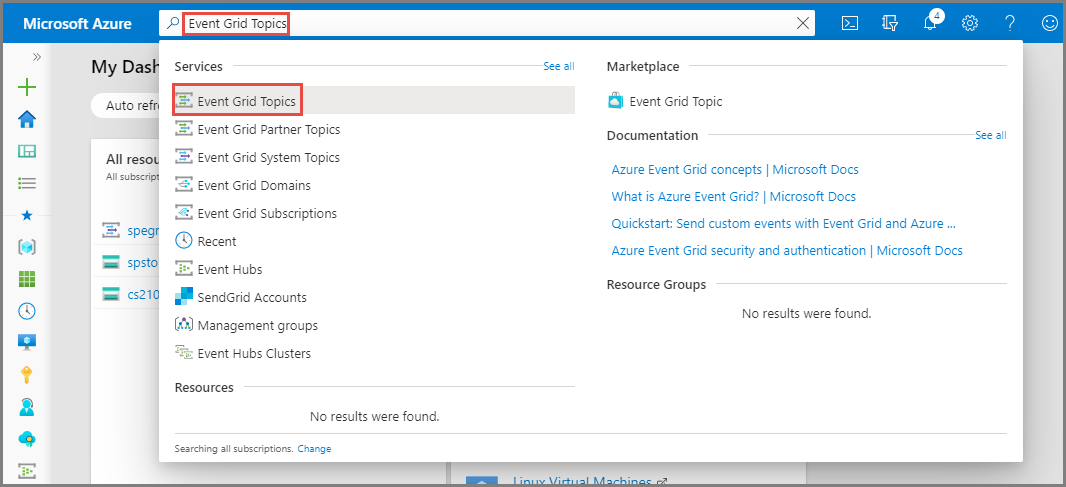 Microsoft Azure
Event Grid Topics
4
My Dash
Auto refre
All resou
All subscriptio
spegr
spsto
cs210
Services
See all
Event Grid Topics
Event Grid Partner Topics
Event Grid System Topics
Event Grid Domains
Event Grid Subscriptions
Recent
Event Hubs
SendGrid Accounts
Management groups
Event Hubs Clusters
Resources
No results were found.
Marketplace
Event Grid Topic
Documentation
See all
Azure Event Grid concepts | Microsoft Docs
What is Azure Event Grid? | Microsoft Docs
Quickstart: Send custom events with Event Grid and Azure ...
Azure Event Grid security and authentication | Microsoft Docs
Resource Groups
No results were found.
Searching all subscriptions. Change
Linux Virtual Machines